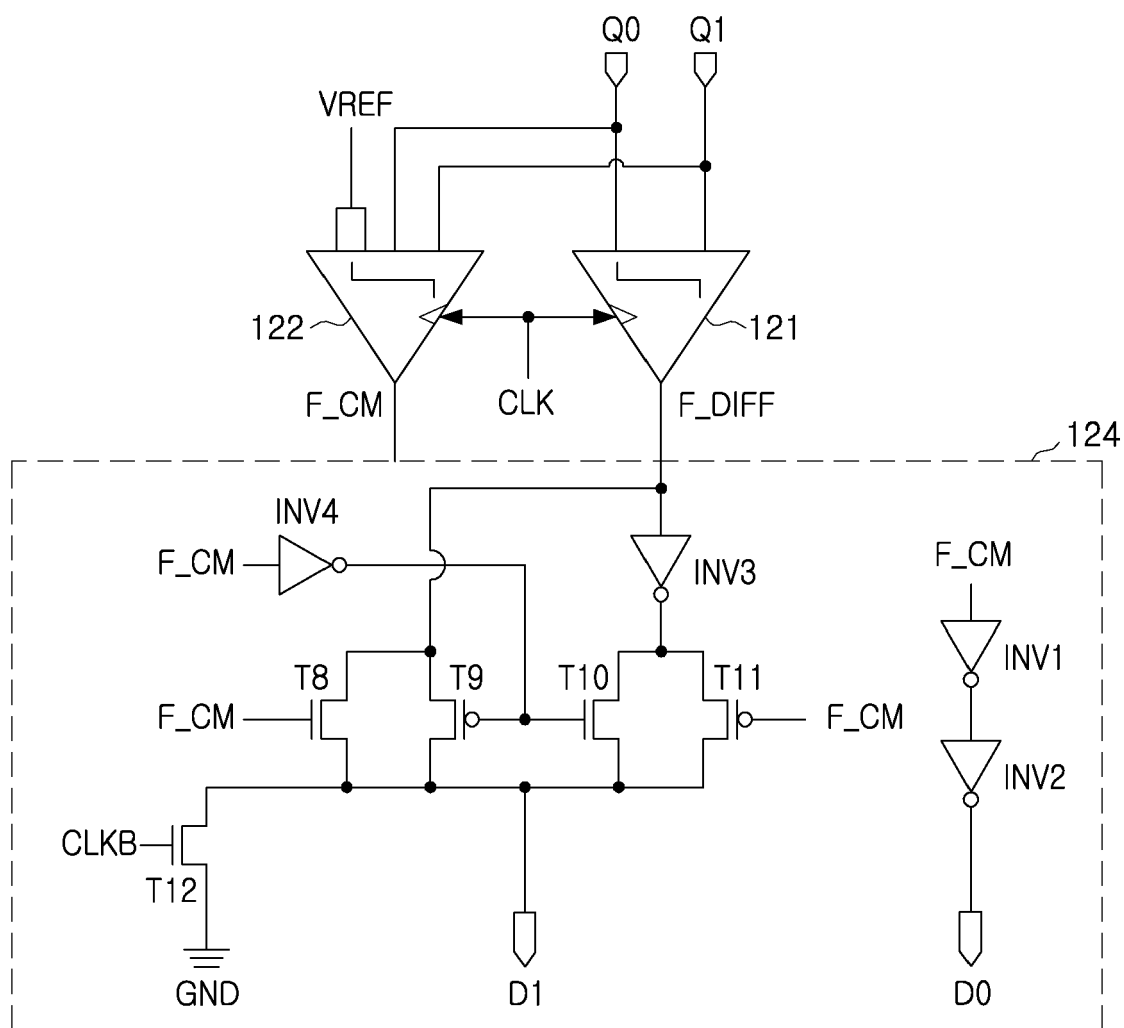 Q0 Q1
VREF
122
121
CLK
F_CM
F_DIFF
124
INV4
F_CM
INV3
F_CM
INV1
T8
T9
T10
T11
F_CM
F_CM
INV2
CLKB
T12
GND
D1
D0